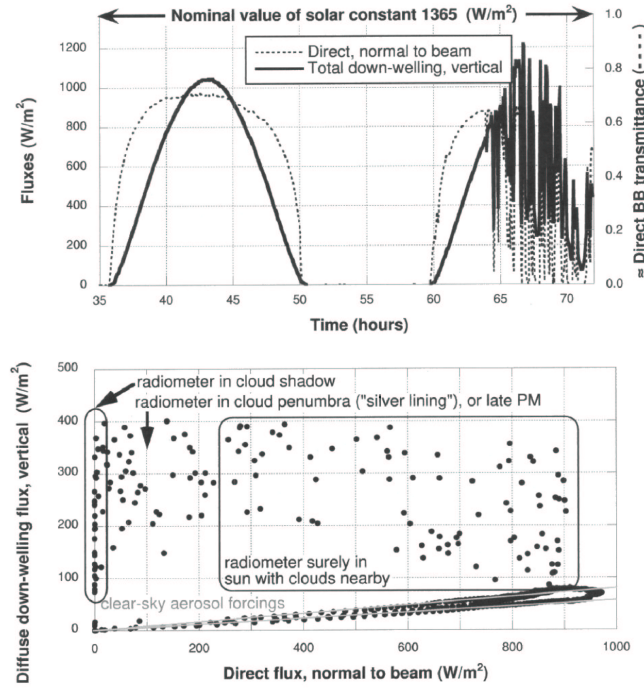 Nominal value of solar constant 1365 (W/m²)
Direct, normal to beam
Total down-welling, vertical
Fluxes (W/m²)
1200
1000
800
600
400
200
0
1.0
0.8
0.6
0.4
0.2
0.0
≈ Direct BB transmittance (- - - -)
35 40 45 50 55 60 65 70
Time (hours)
Diffuse down-welling flux, vertical (W/m²)
500
400
300
200
100
0
radiometer in cloud shadow
radiometer in cloud penumbra ("silver lining"), or late PM
radiometer surely in
sun with clouds nearby
clear-sky aerosol forcings
0 200 400 600 800 1000
Direct flux, normal to beam (W/m²)